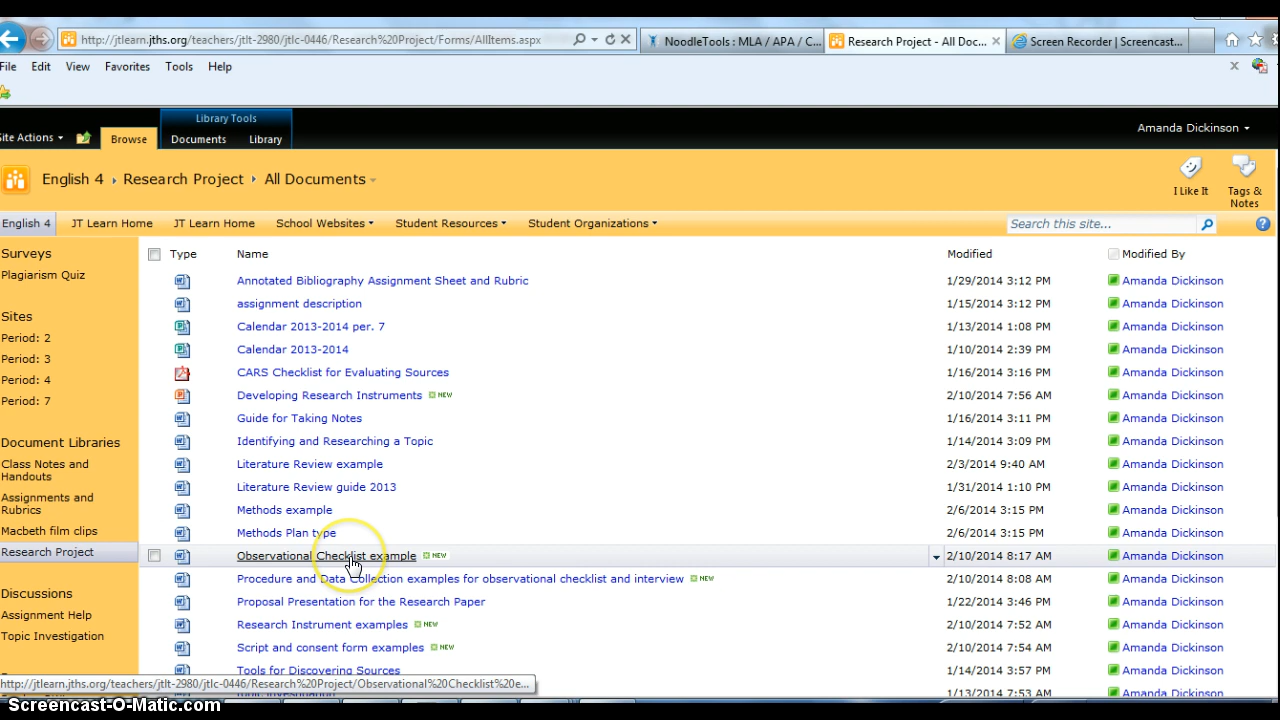 http://jtlearn.jths.org/teachers/jtlt-2980/jtlc-0446/Research%20Project/Forms/AllItems.aspx
NoodleTools : MLA / APA / C...
Research Project - All Doc...
Screen Recorder | Screencast...
File Edit View Favorites Tools Help
Library Tools
Site Actions Browse Documents Library Amanda Dickinson
English 4 Research Project All Documents
I Like It Tags & Notes
English 4 JT Learn Home JT Learn Home School Websites Student Resources Student Organizations Search this site...
Surveys
Plagiarism Quiz
Sites
Period: 2
Period: 3
Period: 4
Period: 7
Document Libraries
Class Notes and
Handouts
Assignments and
Rubrics
Macbeth film clips
Research Project
Discussions
Assignment Help
Topic Investigation
Type Name Modified Modified By
Annotated Bibliography Assignment Sheet and Rubric 1/29/2014 3:12 PM Amanda Dickinson
assignment description 1/15/2014 3:12 PM Amanda Dickinson
Calendar 2013-2014 per. 7 1/13/2014 1:08 PM Amanda Dickinson
Calendar 2013-2014 1/10/2014 2:39 PM Amanda Dickinson
CARS Checklist for Evaluating Sources 1/16/2014 3:16 PM Amanda Dickinson
Developing Research Instruments NEW 2/10/2014 7:56 AM Amanda Dickinson
Guide for Taking Notes 1/16/2014 3:11 PM Amanda Dickinson
Identifying and Researching a Topic 1/14/2014 3:09 PM Amanda Dickinson
Literature Review example 2/3/2014 9:40 AM Amanda Dickinson
Literature Review guide 2013 1/31/2014 1:10 PM Amanda Dickinson
Methods example 2/6/2014 3:15 PM Amanda Dickinson
Methods Plan type 2/6/2014 3:15 PM Amanda Dickinson
Observational Checklist example NEW 2/10/2014 8:17 AM Amanda Dickinson
Procedure and Data Collection examples for observational checklist and interview NEW 2/10/2014 8:08 AM Amanda Dickinson
Proposal Presentation for the Research Paper 1/22/2014 3:46 PM Amanda Dickinson
Research Instrument examples NEW 2/10/2014 7:52 AM Amanda Dickinson
Script and consent form examples NEW 2/10/2014 7:54 AM Amanda Dickinson
Tools for Discovering Sources 1/14/2014 3:57 PM Amanda Dickinson
1/13/2014 7:53 AM Amanda Dickinson
http://jtlearn.jths.org/teachers/jtlt-2980/jtlc-0446/Research%20Project/Observational%20Checklist%20e...
Screencast-O-Matic.com